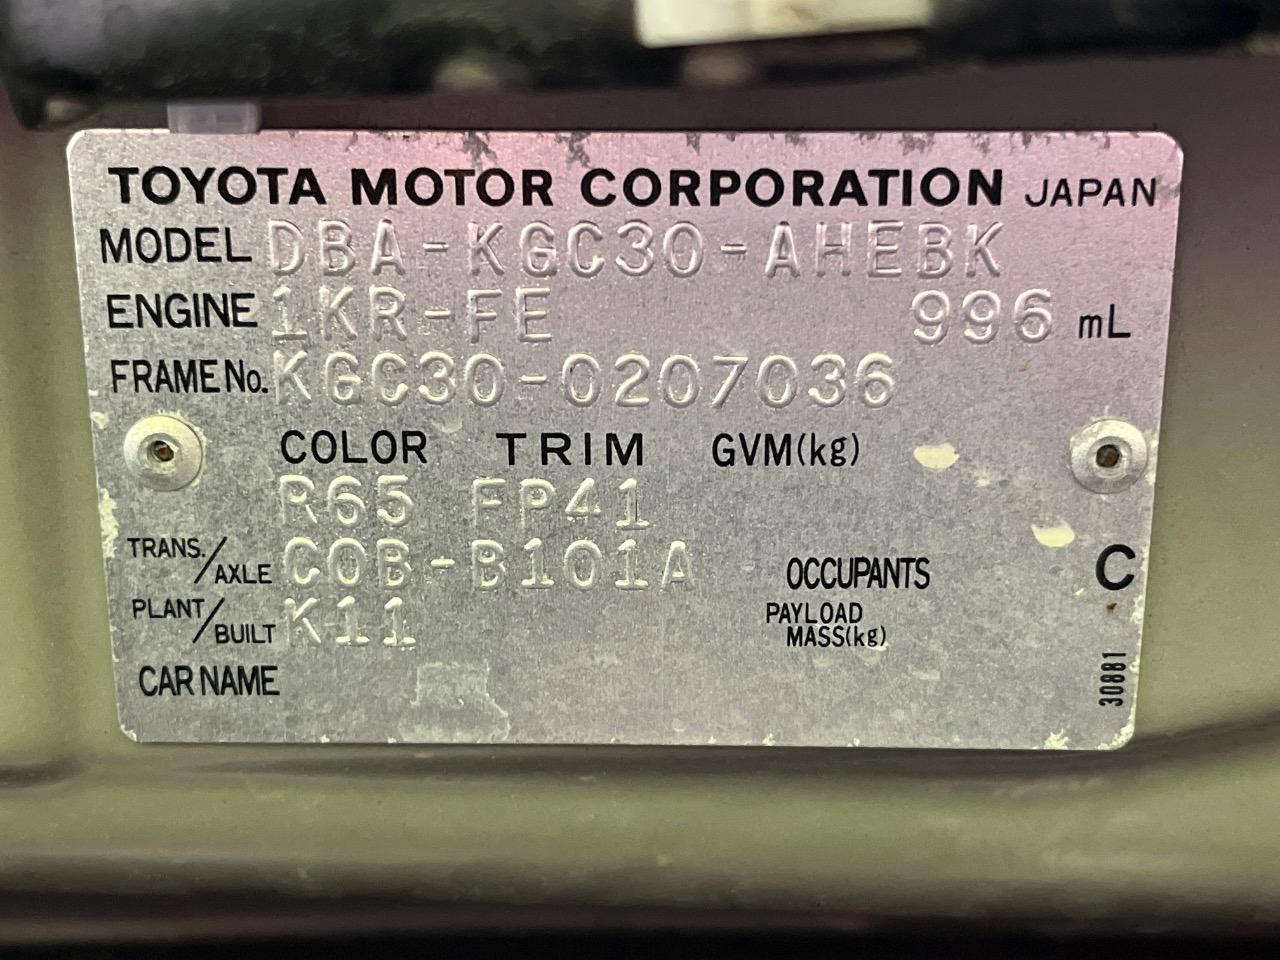 TOYOTA MOTOR CORPORATION JAPAN
MODEL DBA-KGC30-AHEBK
ENGINE 1KR-FE 996 mL
FRAME No. KGC30-0207036
COLOR TRIM GVM(kg)
R65 FP41
TRANS./AXLE C0B-B101A OCCUPANTS C
PLANT/BUILT K11 PAYLOAD MASS(kg)
CAR NAME
30881